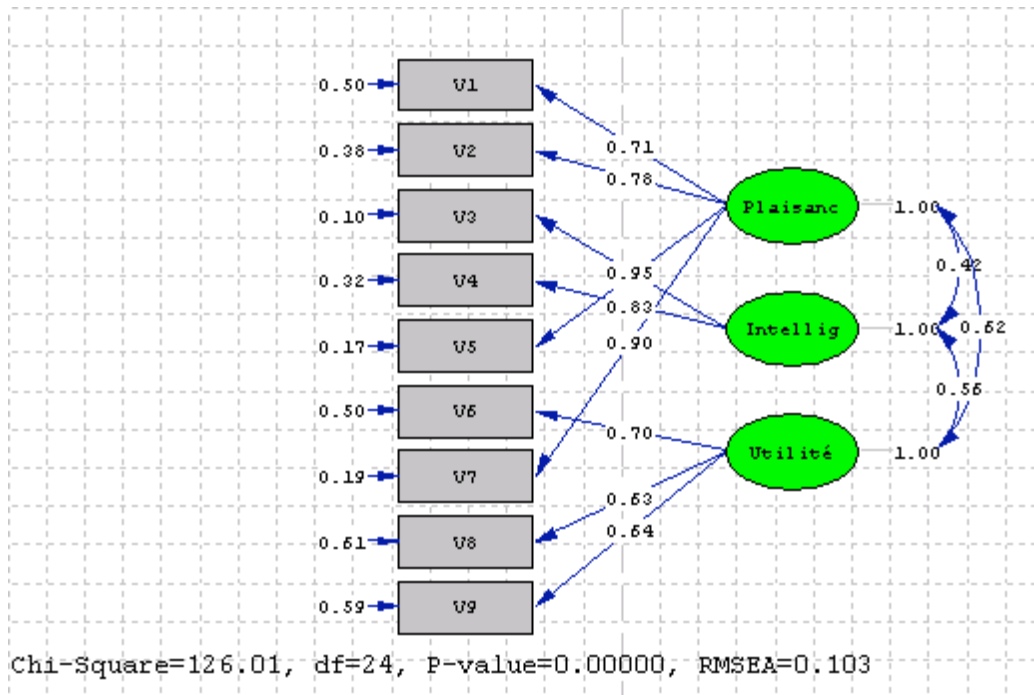 0.50 V1
0.71
0.38 V2
0.78
Plaisanc 1.00
0.10 V3
0.42
0.95
0.32 V4
0.83
Intellig 1.00 0.62
0.90
0.17 V5
0.56
0.50 V6
0.70
Utilité 1.00
0.19 V7
0.63
0.64
0.61 V8
0.59 V9
Chi-Square=126.01, df=24, P-value=0.00000, RMSEA=0.103